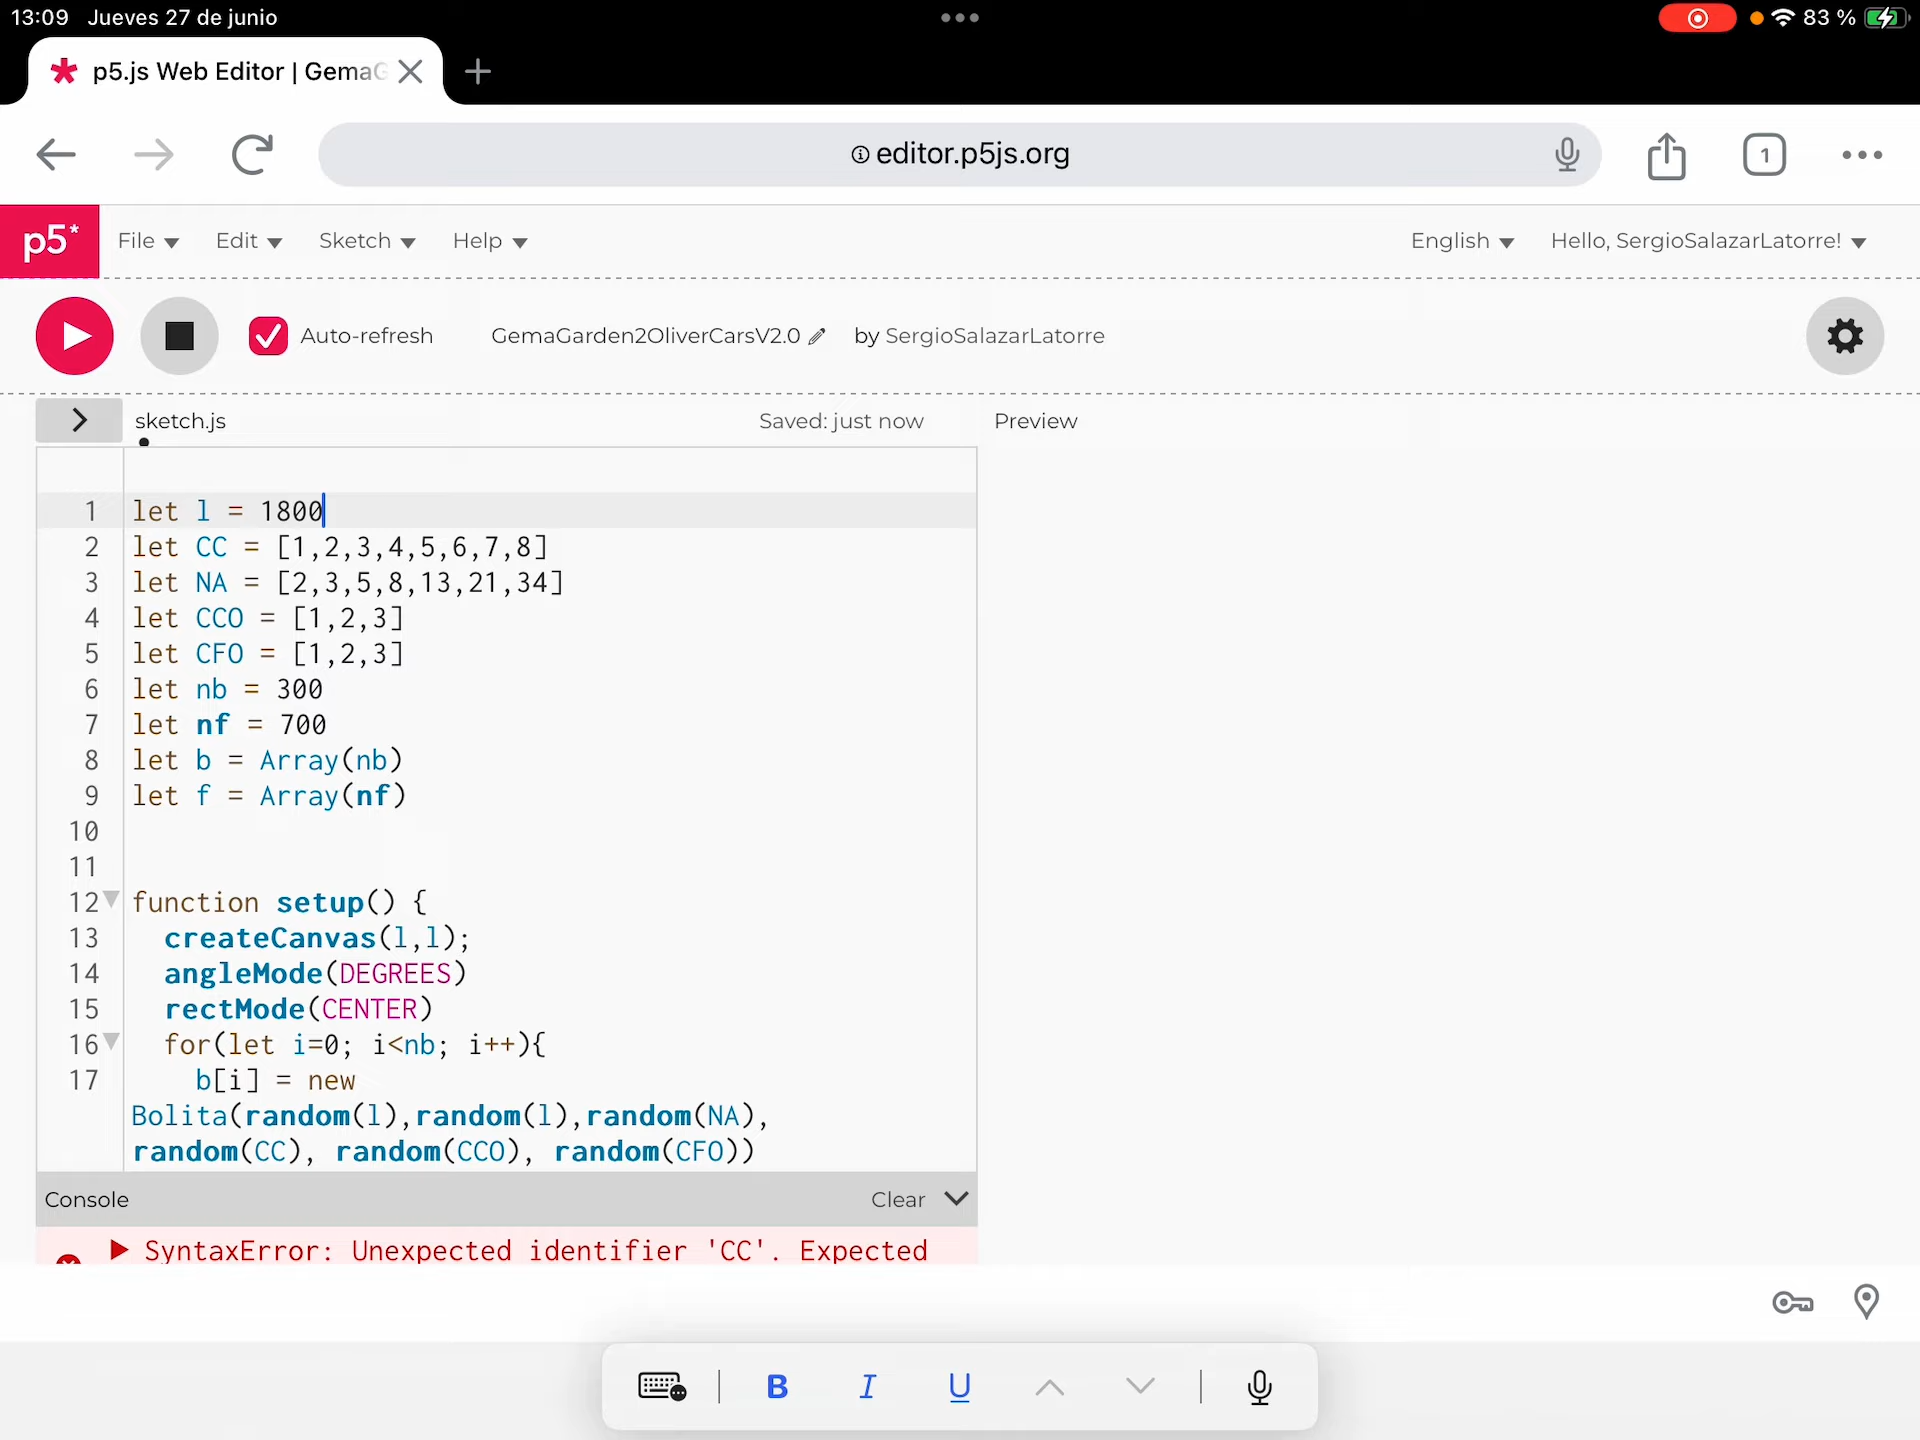 13:09 Jueves 27 de junio 83 %
p5.js Web Editor | Gema
editor.p5js.org
1
p5* File Edit Sketch Help English Hello, SergioSalazarLatorre!
Auto-refresh GemaGarden2OliverCarsV2.0 by SergioSalazarLatorre
sketch.js Saved: just now Preview
1 let l = 1800
2 let CC = [1,2,3,4,5,6,7,8]
3 let NA = [2,3,5,8,13,21,34]
4 let CCO = [1,2,3]
5 let CFO = [1,2,3]
6 let nb = 300
7 let nf = 700
8 let b = Array(nb)
9 let f = Array(nf)
10
11
12 function setup() {
13 createCanvas(l,l);
14 angleMode(DEGREES)
15 rectMode(CENTER)
16 for(let i=0; i<nb; i++){
17 b[i] = new
Bolita(random(l),random(l),random(NA),
random(CC), random(CCO), random(CFO))
Console Clear
SyntaxError: Unexpected identifier 'CC'. Expected
B I U